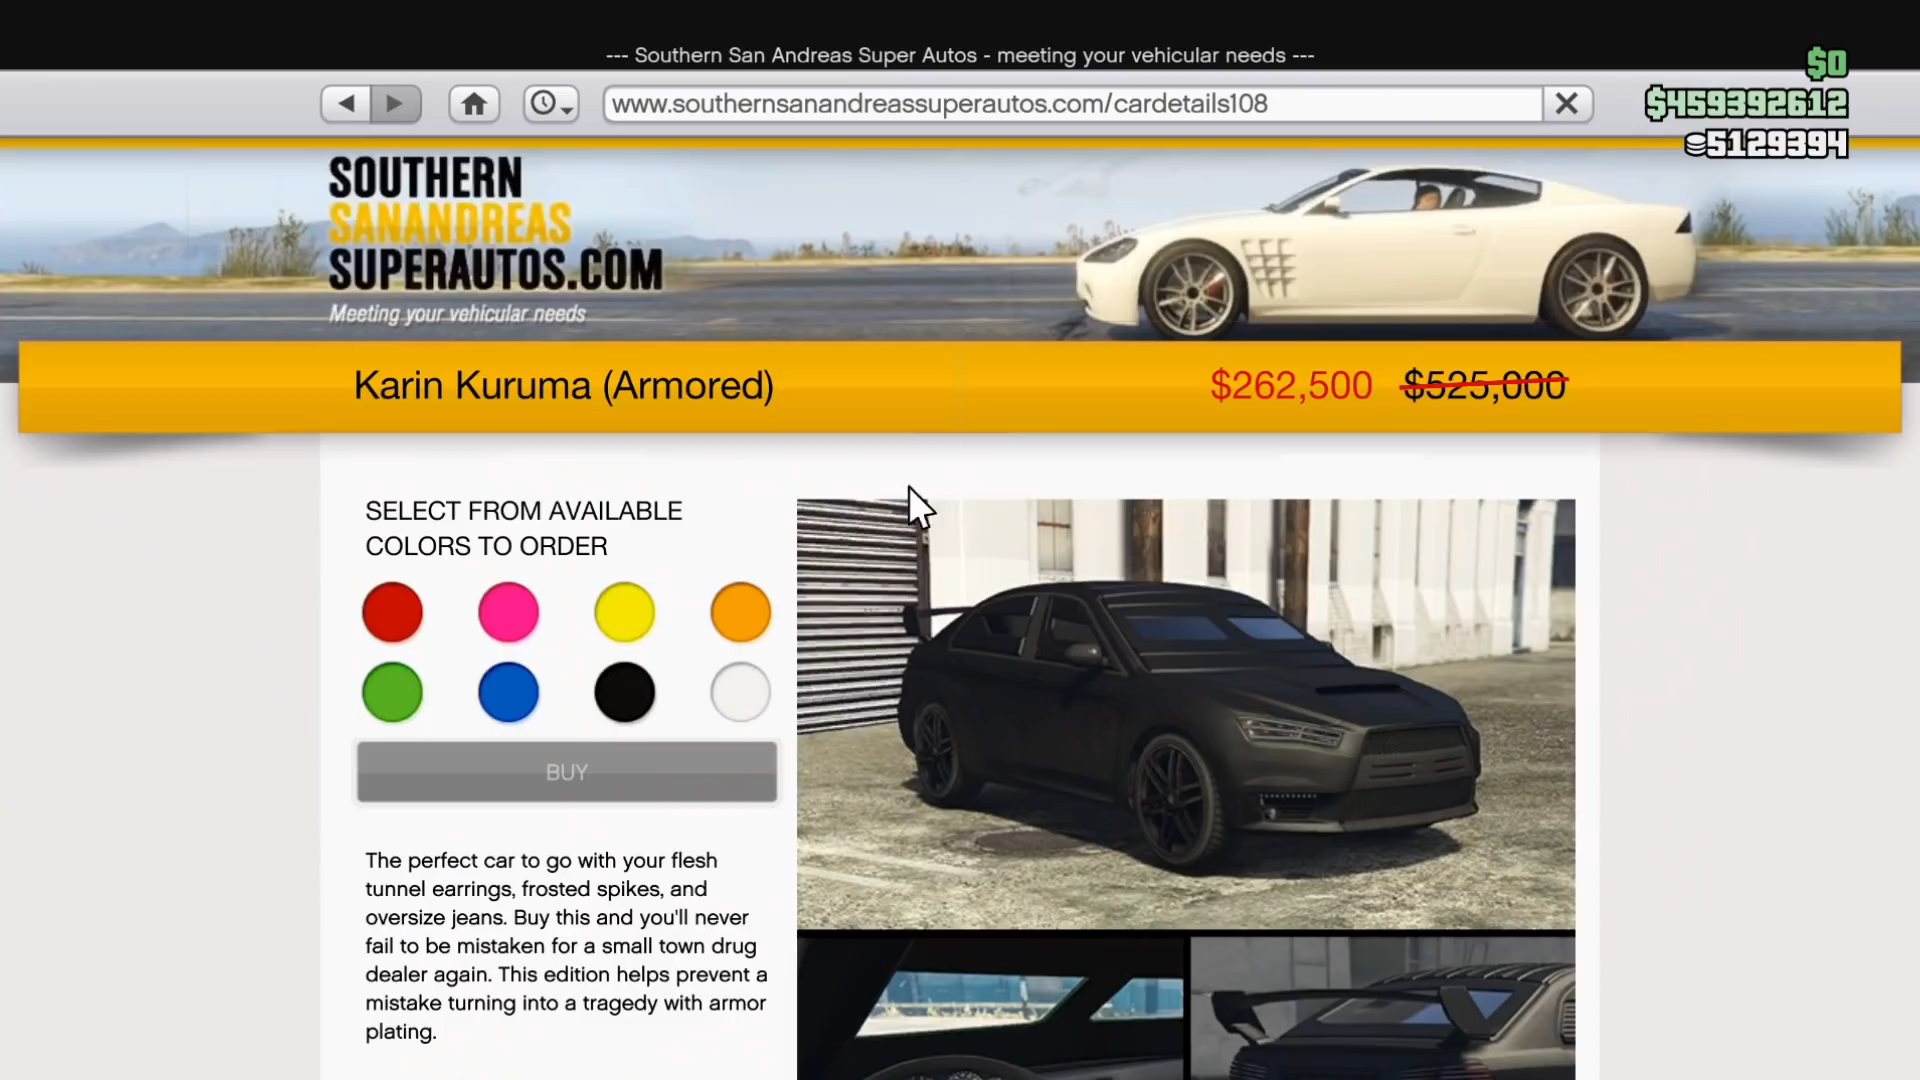 --- Southern San Andreas Super Autos - meeting your vehicular needs ---
$0
www.southernsanandreassuperautos.com/cardetails108
$459392612
5129394
SOUTHERN
SANANDREAS
SUPERAUTOS.COM
Meeting your vehicular needs
Karin Kuruma (Armored)
$262,500 $525,000
SELECT FROM AVAILABLE
COLORS TO ORDER
BUY
The perfect car to go with your flesh
tunnel earrings, frosted spikes, and
oversize jeans. Buy this and you'll never
fail to be mistaken for a small town drug
dealer again. This edition helps prevent a
mistake turning into a tragedy with armor
plating.